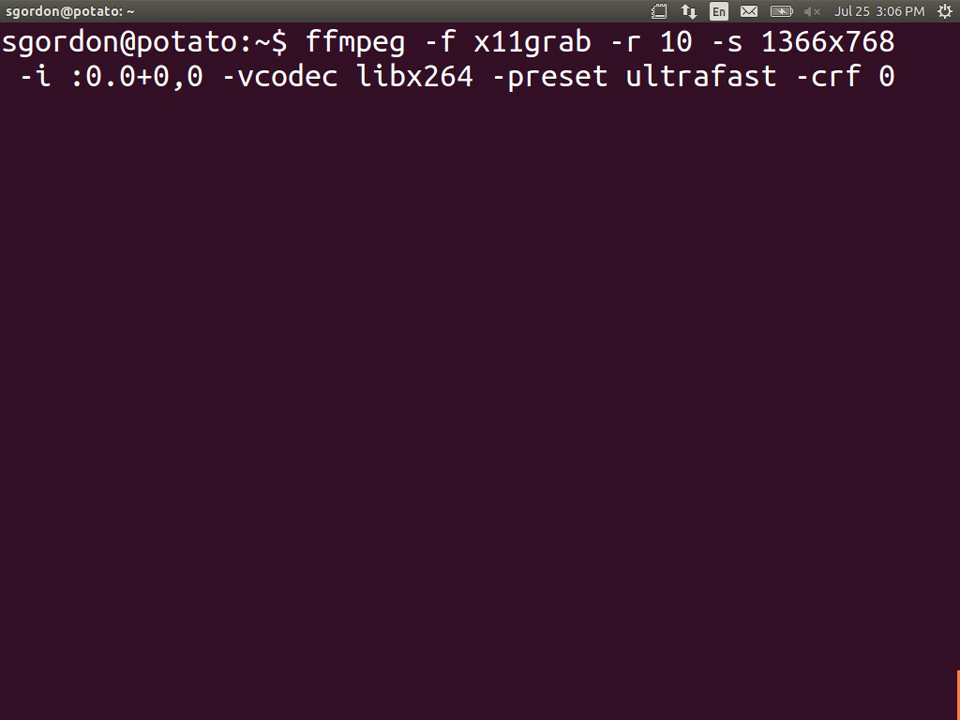 sgordon@potato: ~
En
Jul 25 3:06 PM
sgordon@potato:~$ ffmpeg -f x11grab -r 10 -s 1366x768
-i :0.0+0,0 -vcodec libx264 -preset ultrafast -crf 0